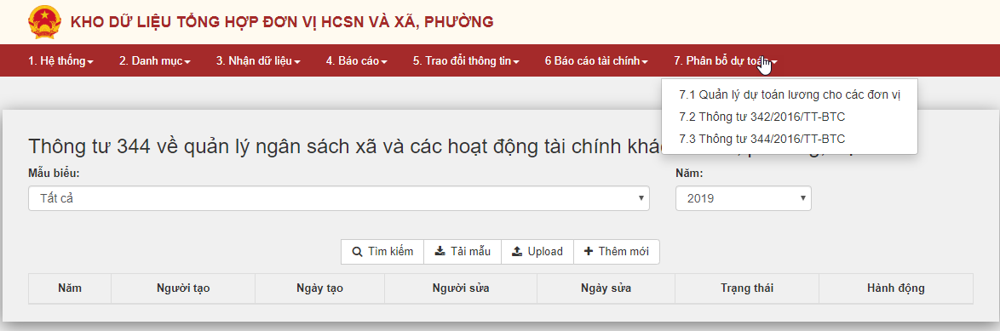 KHO DỮ LIỆU TỔNG HỢP ĐƠN VỊ HCSN VÀ XÃ, PHƯỜNG
1. Hệ thống 2. Danh mục 3. Nhận dữ liệu 4. Báo cáo 5. Trao đổi thông tin 6 Báo cáo tài chính 7. Phân bổ dự toán
7.1 Quản lý dự toán lương cho các đơn vị
7.2 Thông tư 342/2016/TT-BTC
7.3 Thông tư 344/2016/TT-BTC
Thông tư 344 về quản lý ngân sách xã và các hoạt động tài chính
Mẫu biểu: Năm:
Tất cả 2019
Tìm kiếm Tải mẫu Upload Thêm mới
Năm Người tạo Ngày tạo Người sửa Ngày sửa Trạng thái Hành động